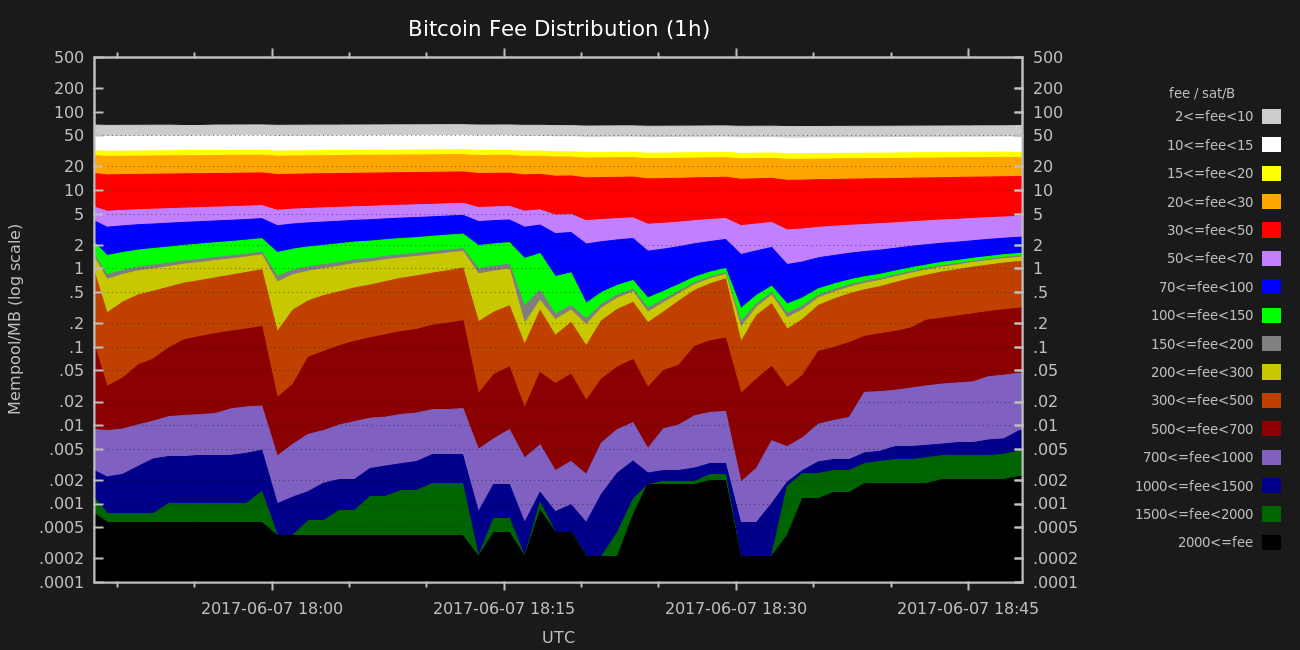 Bitcoin Fee Distribution (1h)
Mempool/MB (log scale)
500
200
100
50
20
10
5
2
1
.5
.2
.1
.05
.02
.01
.005
.002
.001
.0005
.0002
.0001
500
200
100
50
20
10
5
2
1
.5
.2
.1
.05
.02
.01
.005
.002
.001
.0005
.0002
.0001
2017-06-07 18:00 2017-06-07 18:15 2017-06-07 18:30 2017-06-07 18:45
UTC
fee / sat/B
2<=fee<10
10<=fee<15
15<=fee<20
20<=fee<30
30<=fee<50
50<=fee<70
70<=fee<100
100<=fee<150
150<=fee<200
200<=fee<300
300<=fee<500
500<=fee<700
700<=fee<1000
1000<=fee<1500
1500<=fee<2000
2000<=fee